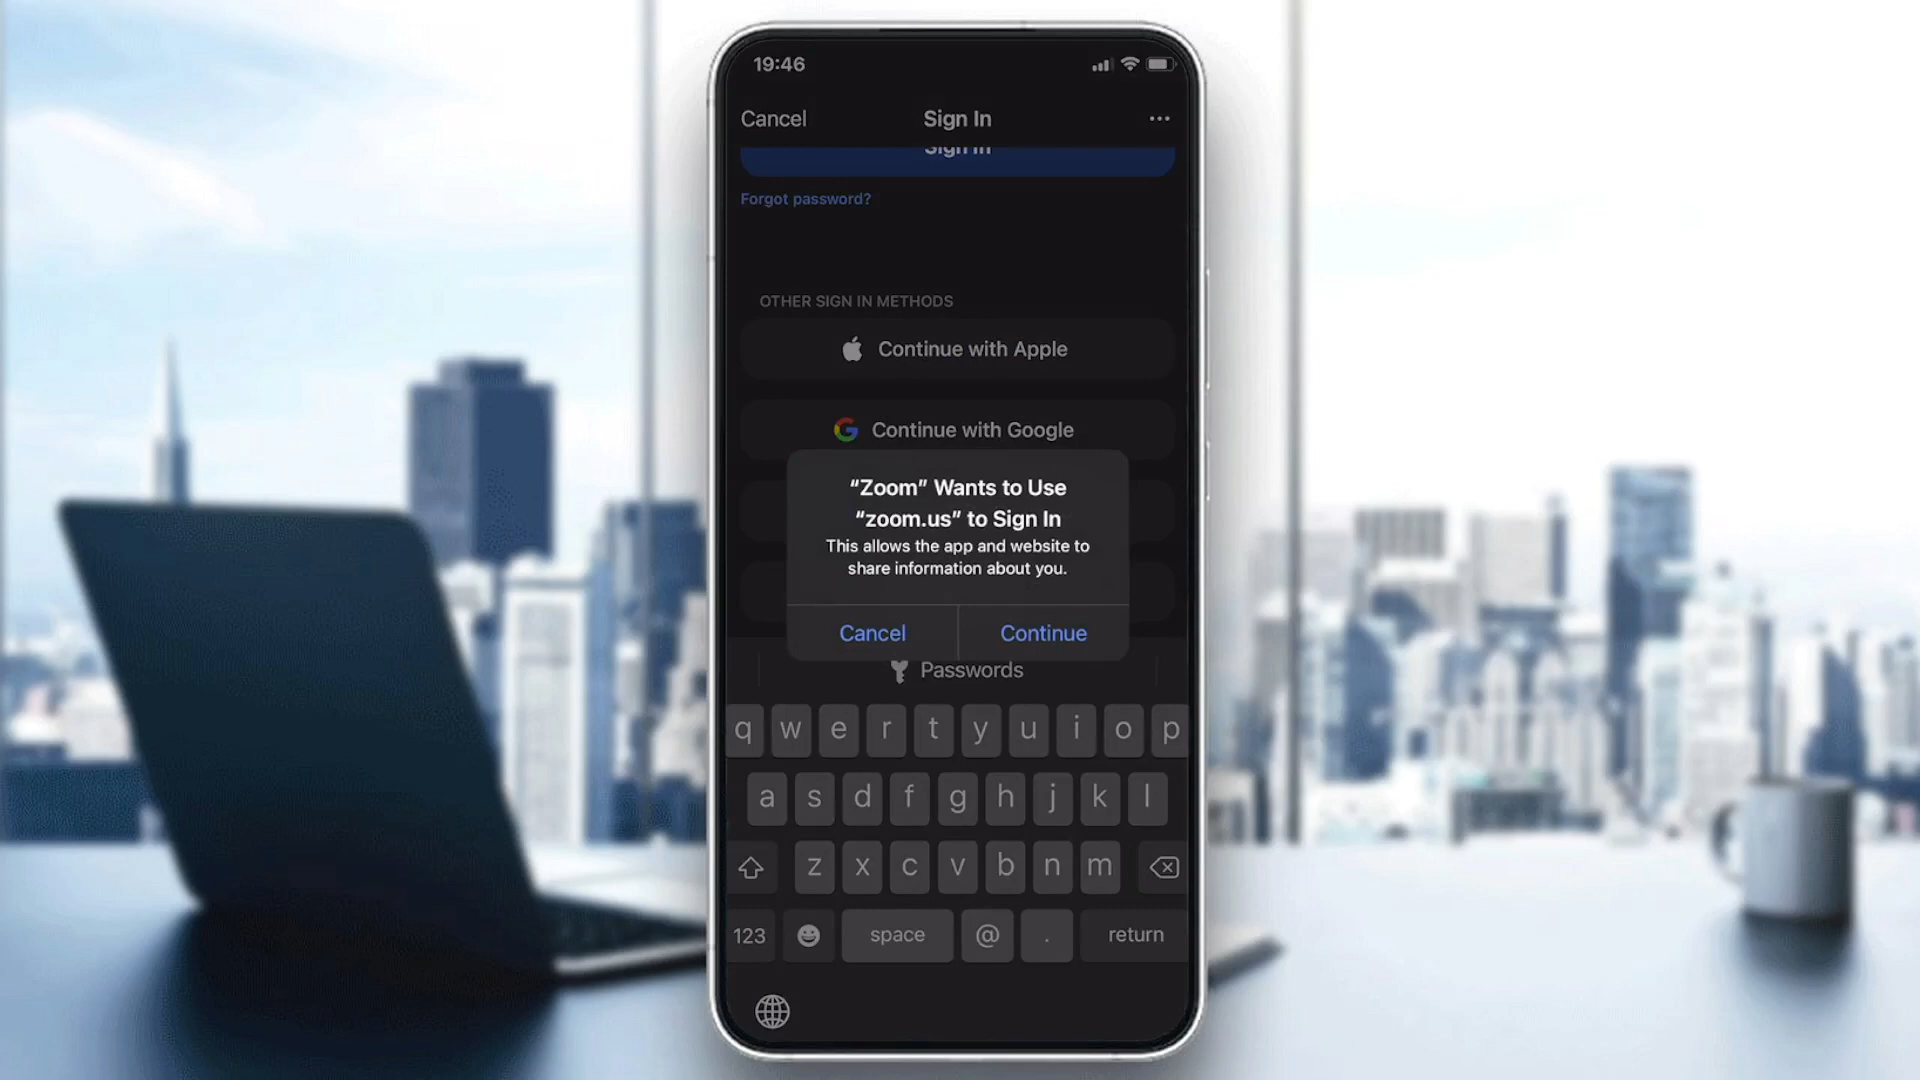 19:46
Cancel Sign In
Sign In
Forgot password?
OTHER SIGN IN METHODS
Continue with Apple
Continue with Google
“Zoom” Wants to Use
“zoom.us” to Sign In
This allows the app and website to
share information about you.
Cancel Continue
Passwords
q w e r t y u i o p
a s d f g h j k l
z x c v b n m
123 space @ . return